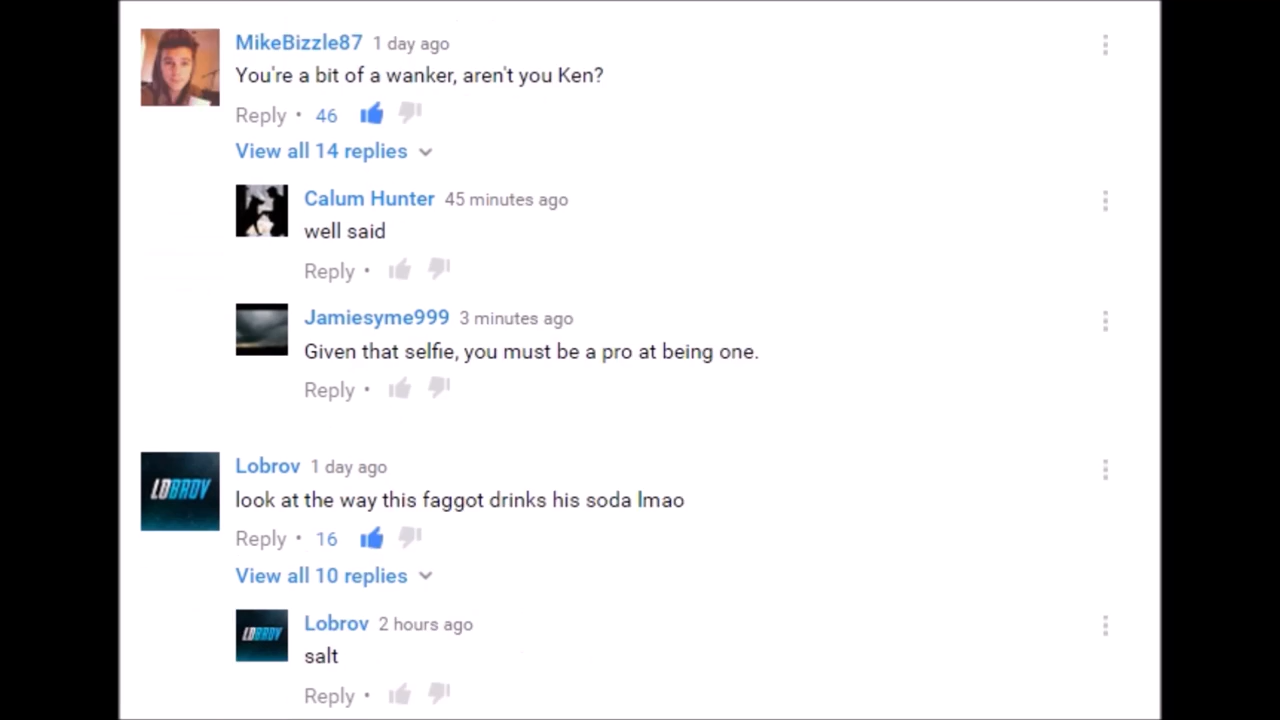 MikeBizzle87 1 day ago
You're a bit of a wanker, aren't you Ken?
Reply • 46
View all 14 replies
Calum Hunter 45 minutes ago
well said
Reply •
Jamiesyme999 3 minutes ago
Given that selfie, you must be a pro at being one.
Reply •
LOBROV
Lobrov 1 day ago
look at the way this faggot drinks his soda lmao
Reply • 16
View all 10 replies
LOBROV
Lobrov 2 hours ago
salt
Reply •